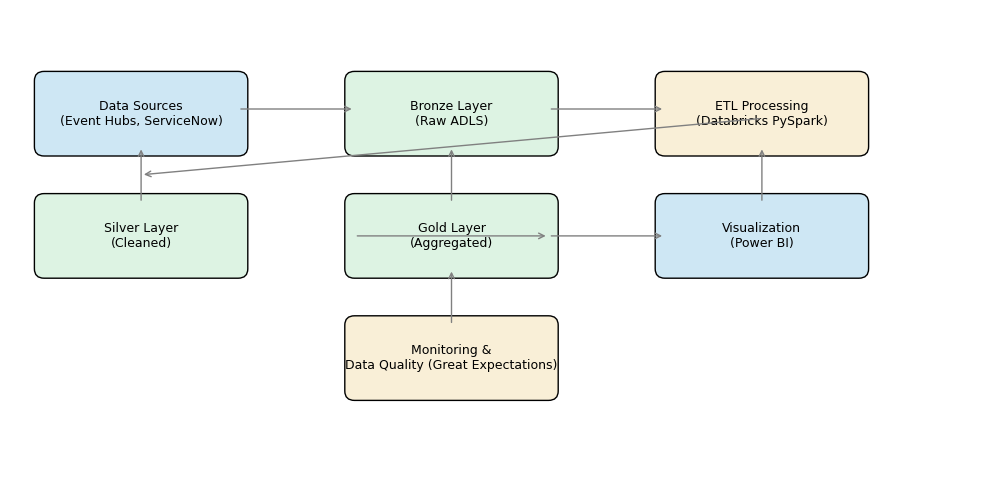 Data Sources
(Event Hubs, ServiceNow)
Bronze Layer
(Raw ADLS)
ETL Processing
(Databricks PySpark)
Silver Layer
(Cleaned)
Gold Layer
(Aggregated)
Visualization
(Power BI)
Monitoring &
Data Quality (Great Expectations)